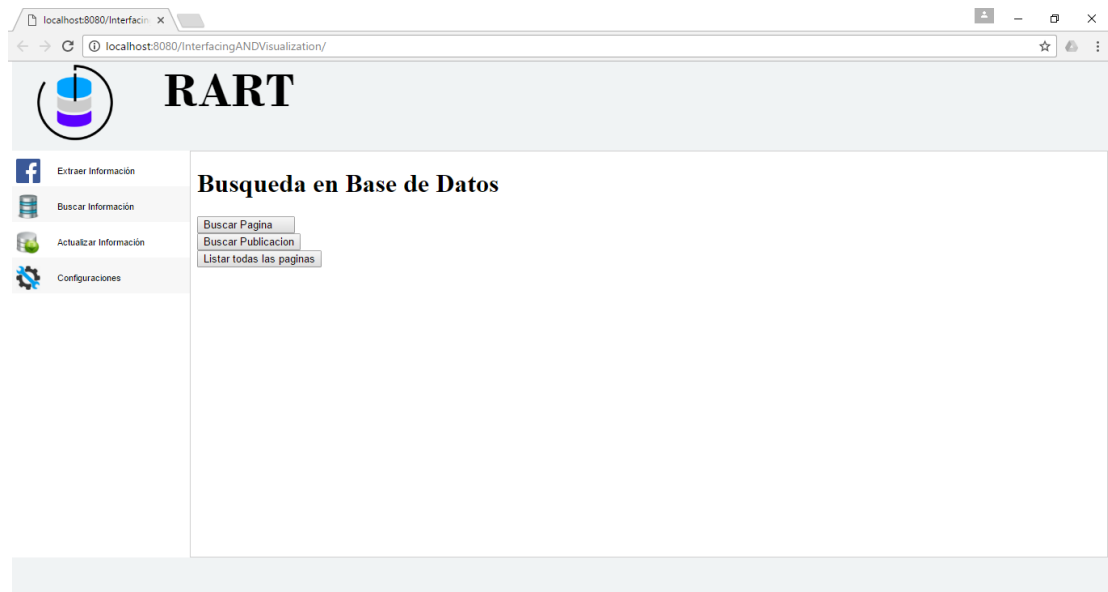 localhost:8080/Interfacin
localhost:8080/InterfacingANDVisualization/
RART
Extraer Información
Buscar Información
Actualizar Información
Configuraciones
Busqueda en Base de Datos
Buscar Pagina
Buscar Publicacion
Listar todas las paginas